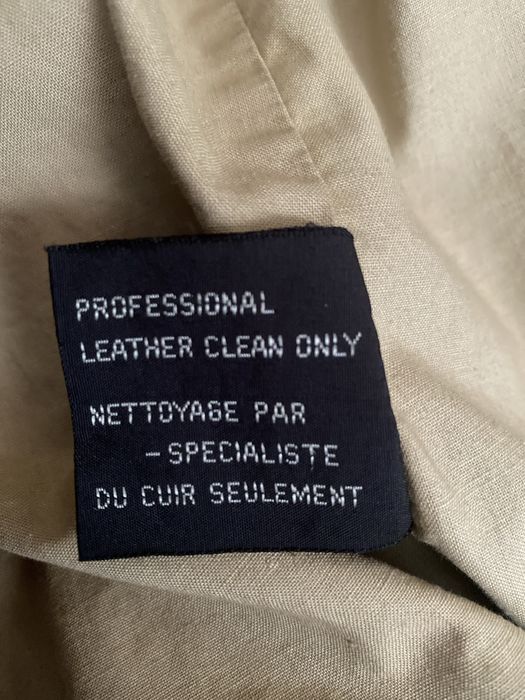 PROFESSIONAL
LEATHER CLEAN ONLY
NETTOYAGE PAR
-SPECIALISTE
DU CUIR SEULEMENT